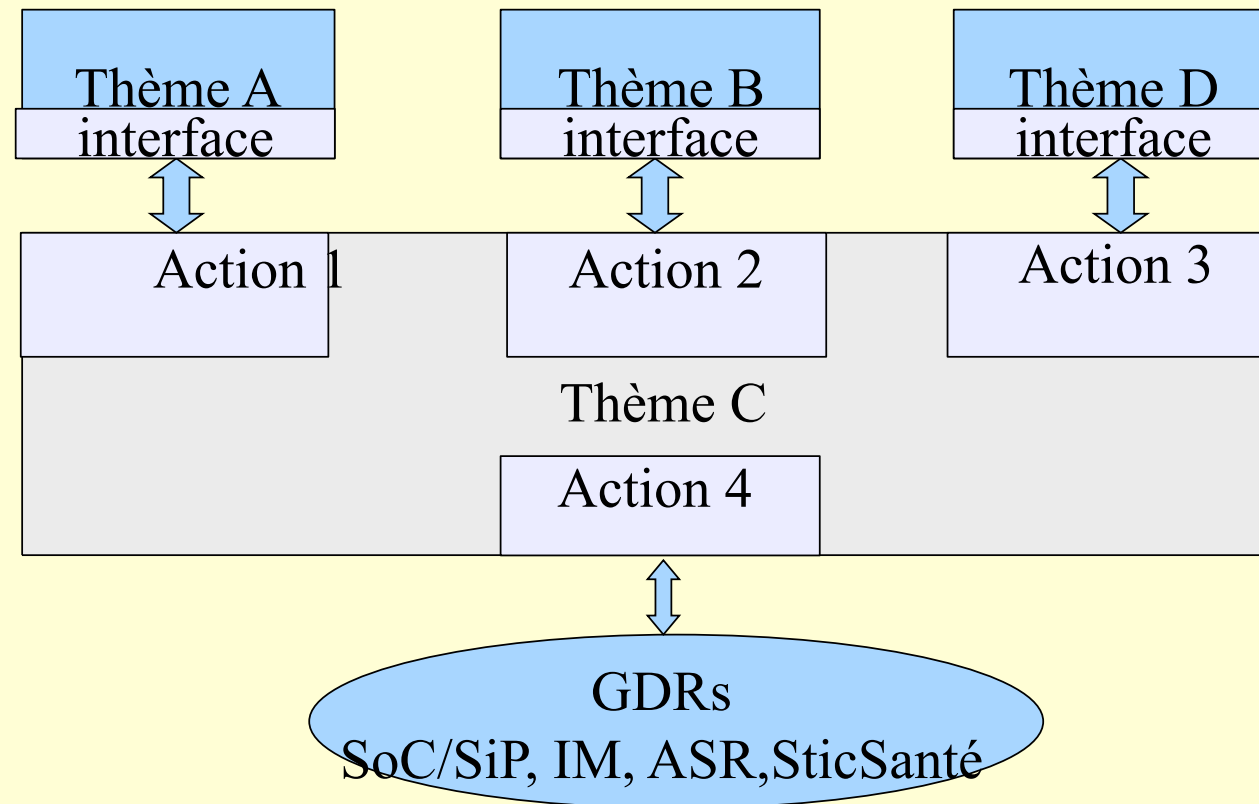 Thème A
interface
Thème B
interface
Thème D
interface
Action 1
Action 2
Action 3
Thème C
Action 4
GDRs
SoC/SiP, IM, ASR,SticSanté